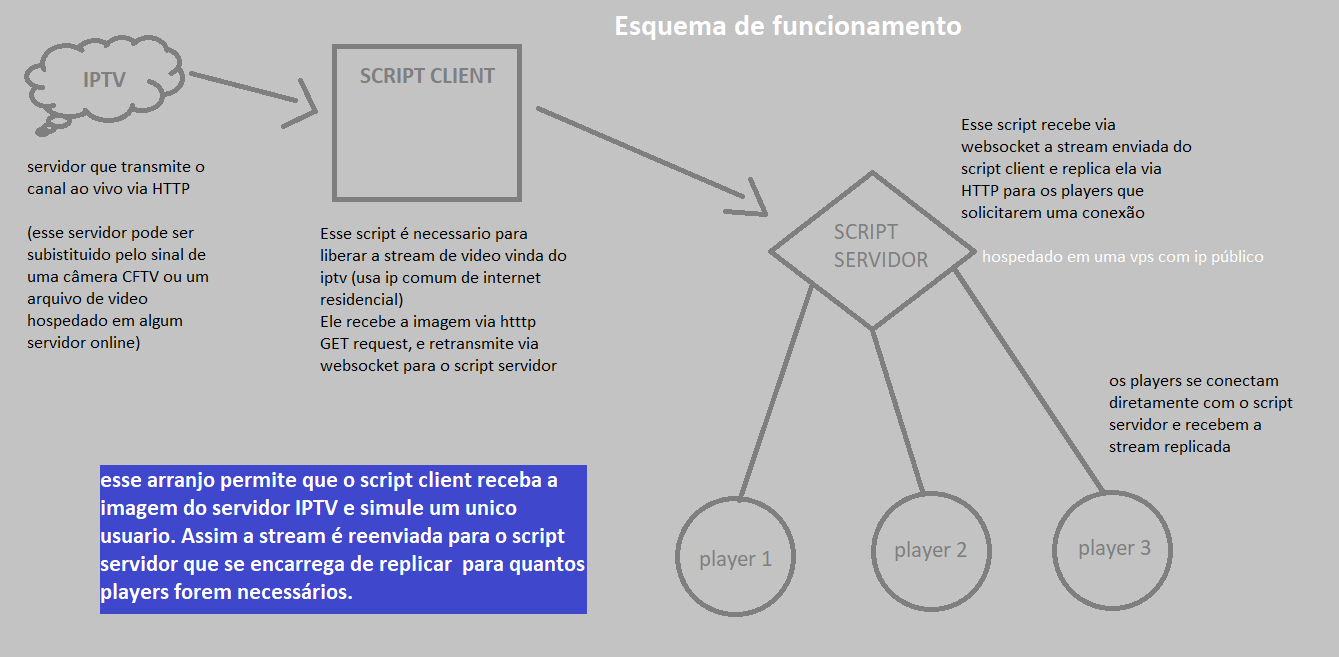 Esquema de funcionamento
IPTV
servidor que transmite o
canal ao vivo via HTTP
(esse servidor pode ser
subistituido pelo sinal de
uma câmera CFTV ou um
arquivo de video
hospedado em algum
servidor online)
SCRIPT CLIENT
Esse script é necessario para
liberar a stream de video vinda do
iptv (usa ip comum de internet
residencial)
Ele recebe a imagem via htttp
GET request, e retransmite via
websocket para o script servidor
Esse script recebe via
websocket a stream enviada do
script client e replica ela via
HTTP para os players que
solicitarem uma conexão
SCRIPT
SERVIDOR
hospedado em uma vps com ip público
os players se conectam
diretamente com o script
servidor e recebem a
stream replicada
esse arranjo permite que o script client receba a
imagem do servidor IPTV e simule um unico
usuario. Assim a stream é reenviada para o script
servidor que se encarrega de replicar  para quantos
players forem necessários.
player 1
player 2
player 3